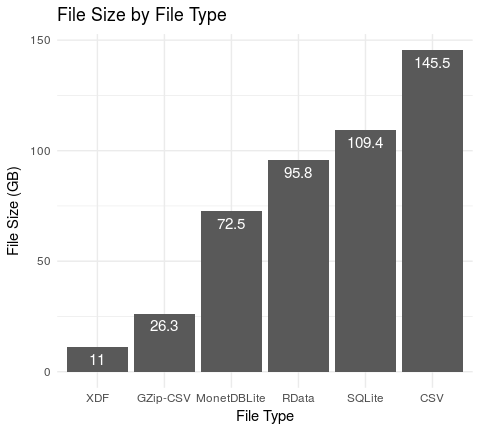 File Size by File Type
File Size (GB)
150
100
50
0
11
26.3
72.5
95.8
109.4
145.5
XDF GZip-CSV MonetDBLite RData SQLite CSV
File Type